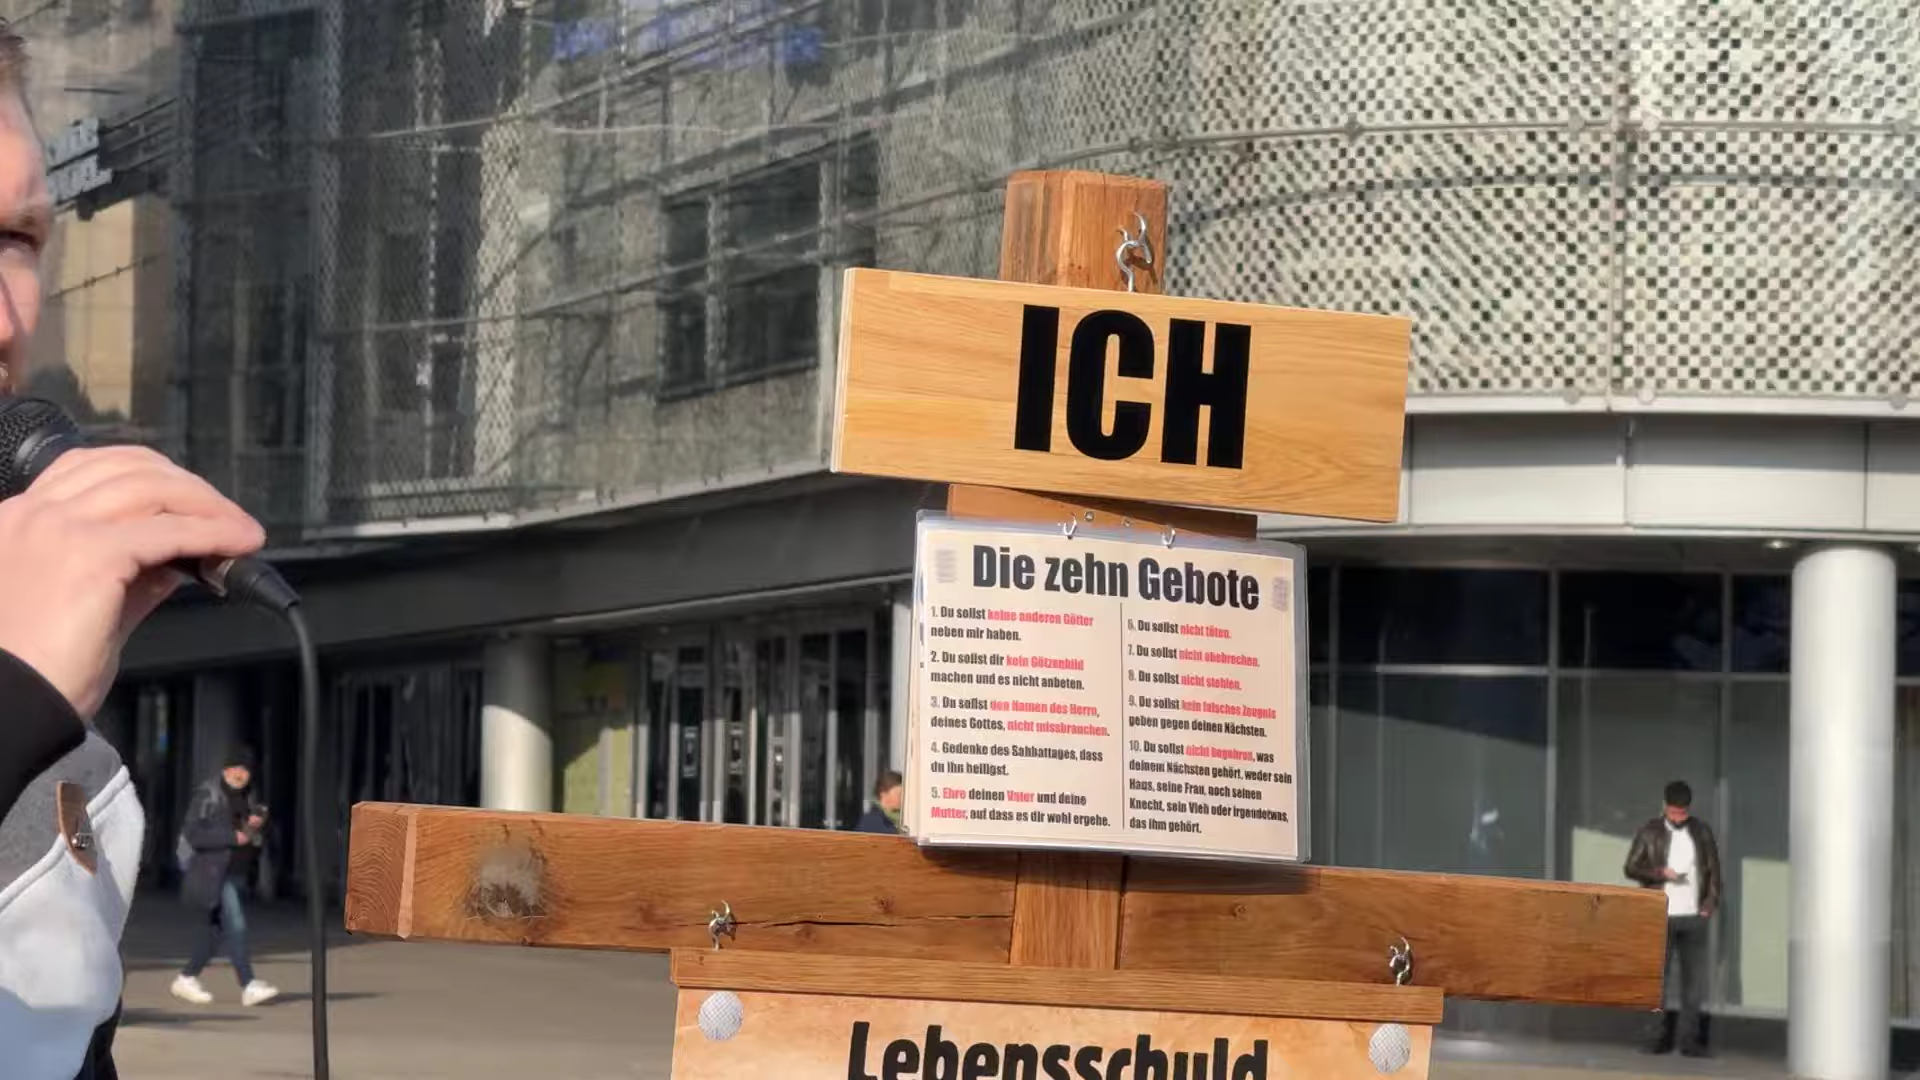 ICH
Die zehn Gebote
1. Du sollst keine anderen Götter
neben mir haben.
2. Du sollst dir kein Götzenbild
machen und es nicht anbeten.
3. Du sollst den Namen des Herrn,
deines Gottes, nicht missbrauchen.
4. Gedenke des Sabbattages, dass
du ihn heiligst.
5. Ehre deinen Vater und deine
Mutter, auf dass es dir wohl ergehe.
6. Du sollst nicht töten.
7. Du sollst nicht ehebrechen.
8. Du sollst nicht stehlen.
9. Du sollst kein falsches Zeugnis
geben gegen deinen Nächsten.
10. Du sollst nicht begehren, was
deinem Nächsten gehört, weder sein
Haus, seine Frau, noch seinen
Knecht, sein Vieh oder irgendetwas,
das ihm gehört.
Lebensschuld